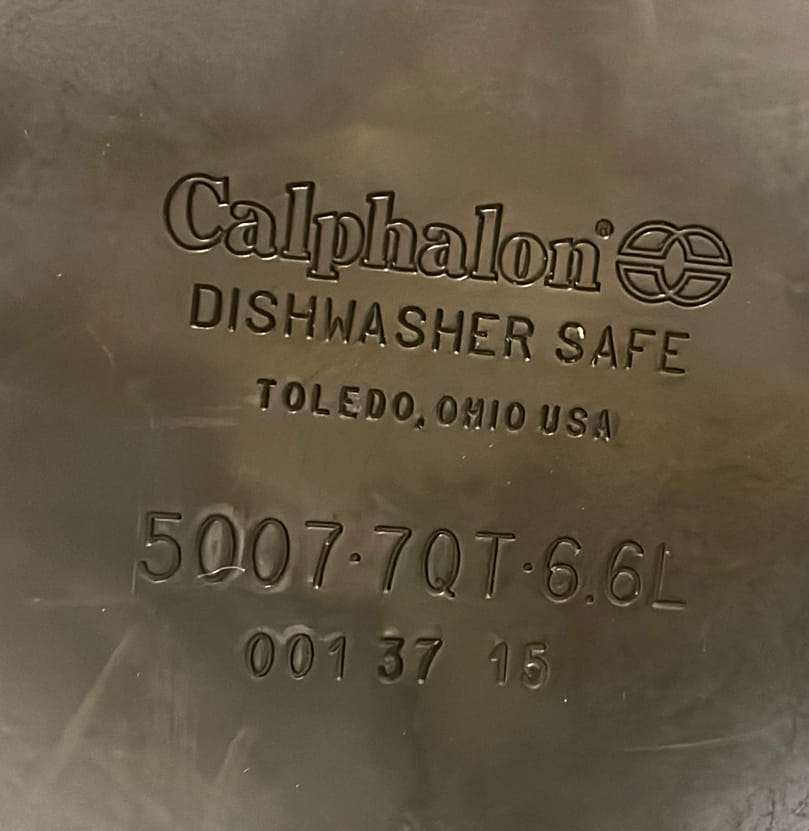 Calphalon®
DISHWASHER SAFE
TOLEDO, OHIO USA
5007·7QT·6.6L
001 37 15